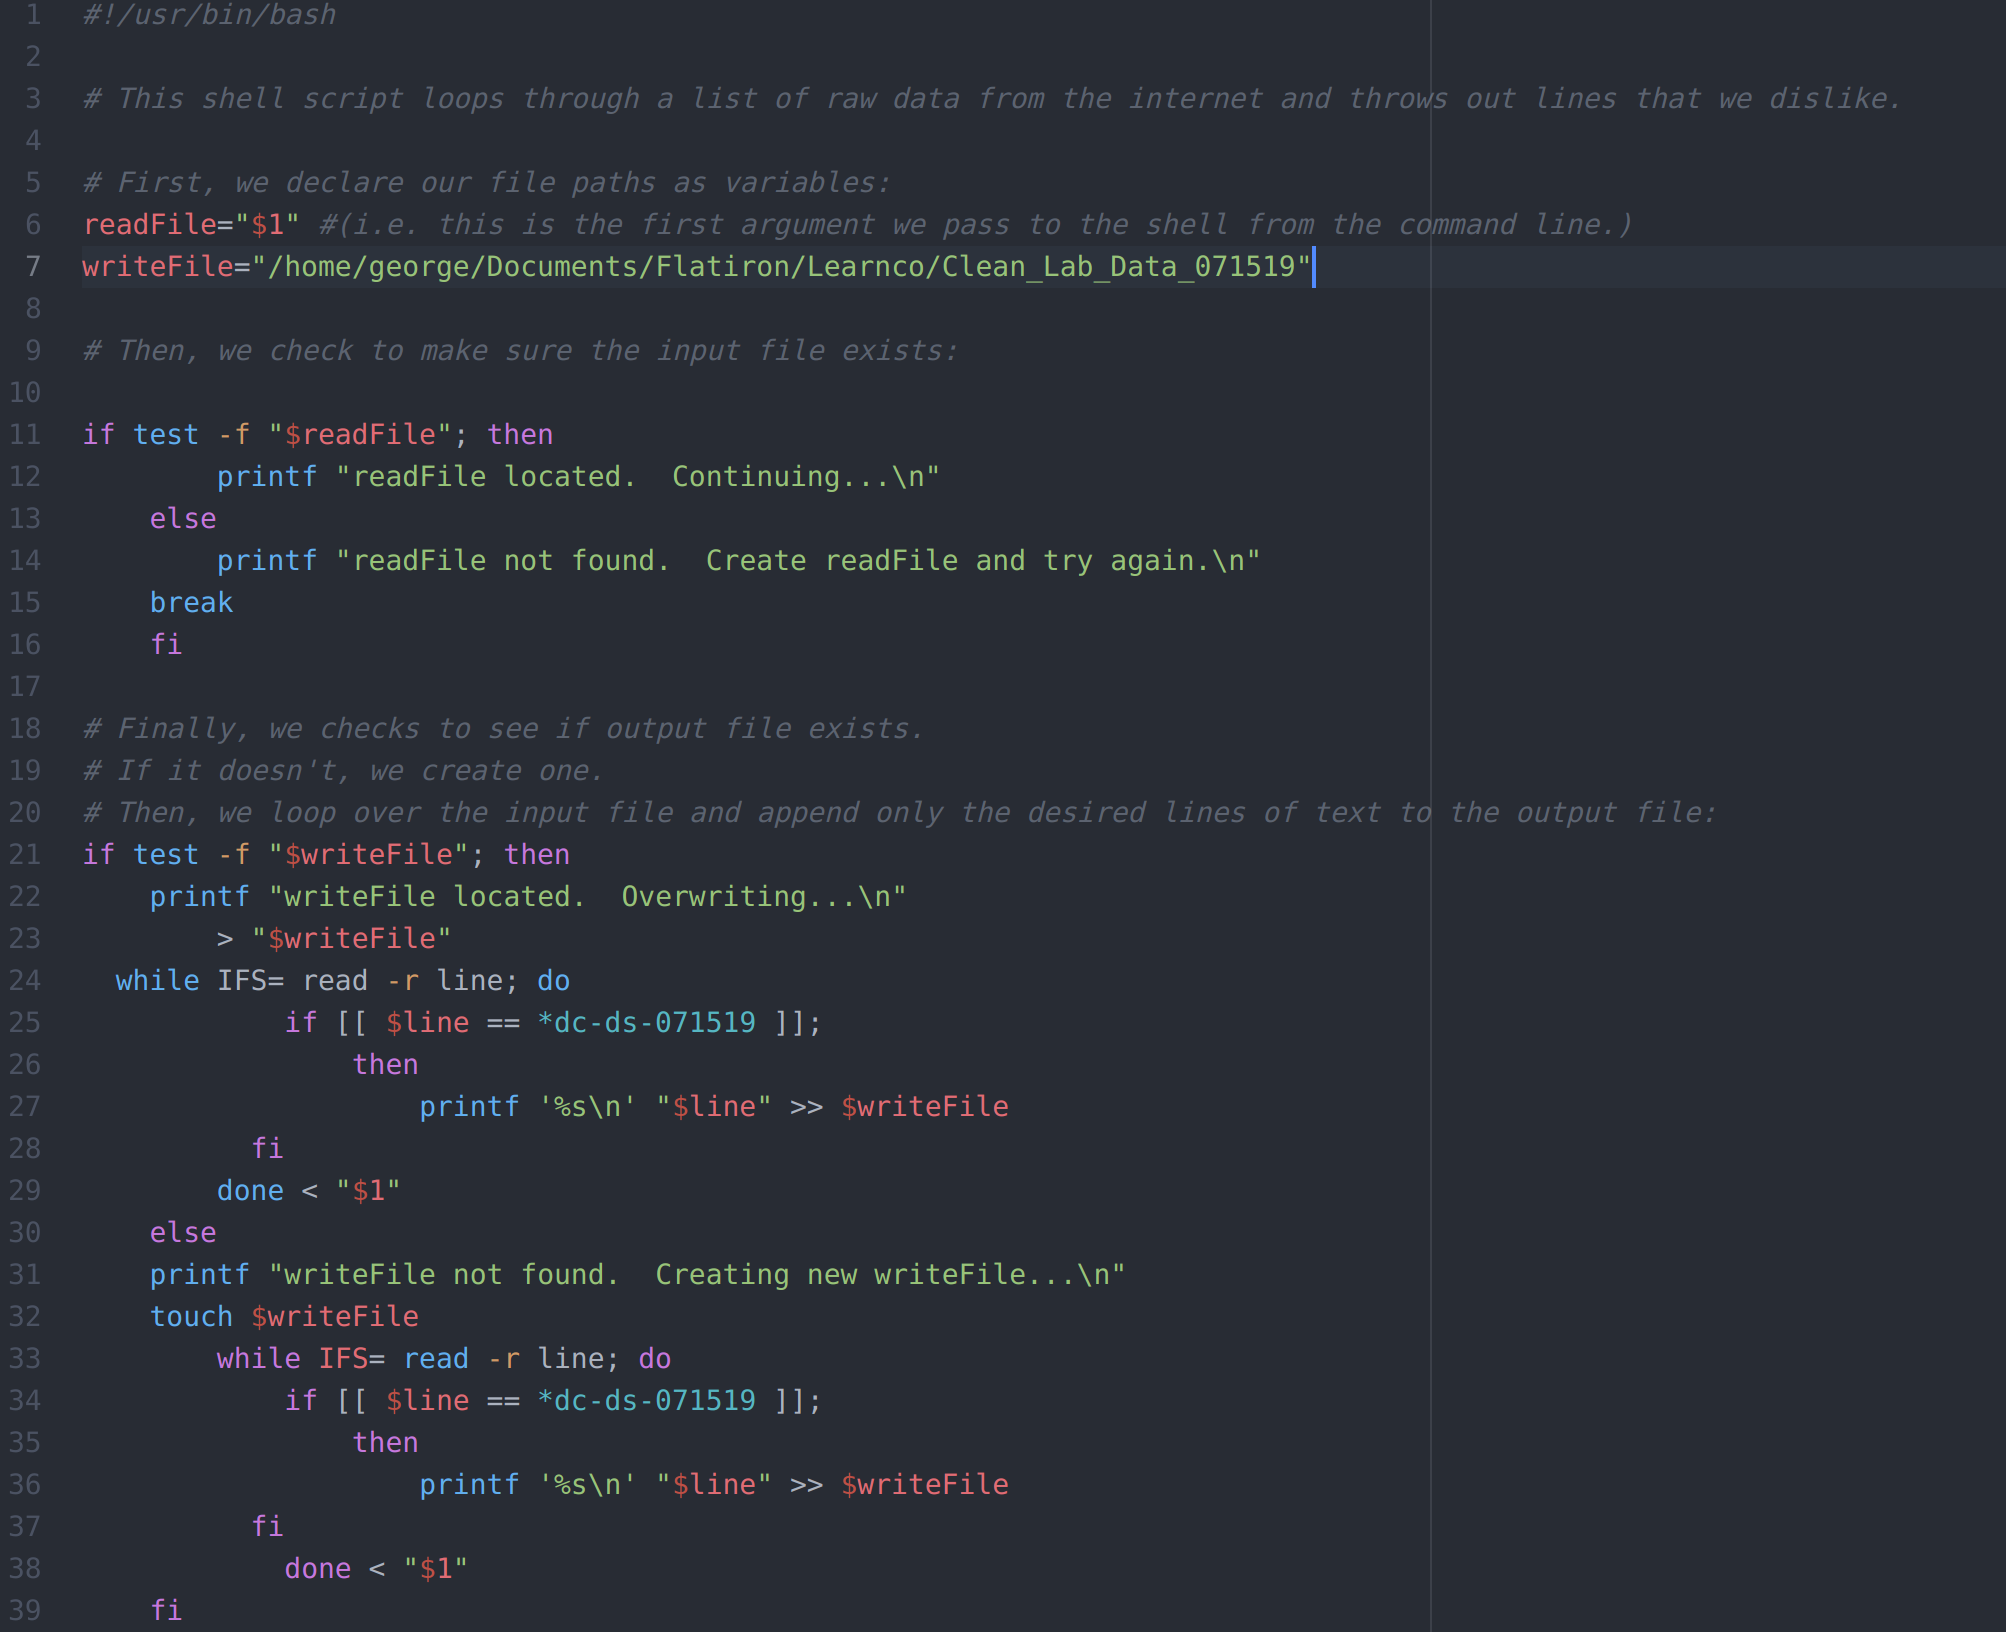 1 #!/usr/bin/bash
2
3 # This shell script loops through a list of raw data from the internet and throws out lines that we dislike.
4
5 # First, we declare our file paths as variables:
6 readFile="$1" #(i.e. this is the first argument we pass to the shell from the command line.)
7 writeFile="/home/george/Documents/Flatiron/Learnco/Clean_Lab_Data_071519"
8
9 # Then, we check to make sure the input file exists:
10
11 if test -f "$readFile"; then
12         printf "readFile located.  Continuing...\n"
13     else
14         printf "readFile not found.  Create readFile and try again.\n"
15     break
16     fi
17
18 # Finally, we checks to see if output file exists.
19 # If it doesn't, we create one.
20 # Then, we loop over the input file and append only the desired lines of text to the output file:
21 if test -f "$writeFile"; then
22     printf "writeFile located.  Overwriting...\n"
23         > "$writeFile"
24   while IFS= read -r line; do
25             if [[ $line == *dc-ds-071519 ]];
26                 then
27                     printf '%s\n' "$line" >> $writeFile
28           fi
29         done < "$1"
30     else
31     printf "writeFile not found.  Creating new writeFile...\n"
32     touch $writeFile
33         while IFS= read -r line; do
34             if [[ $line == *dc-ds-071519 ]];
35                 then
36                     printf '%s\n' "$line" >> $writeFile
37           fi
38             done < "$1"
39     fi